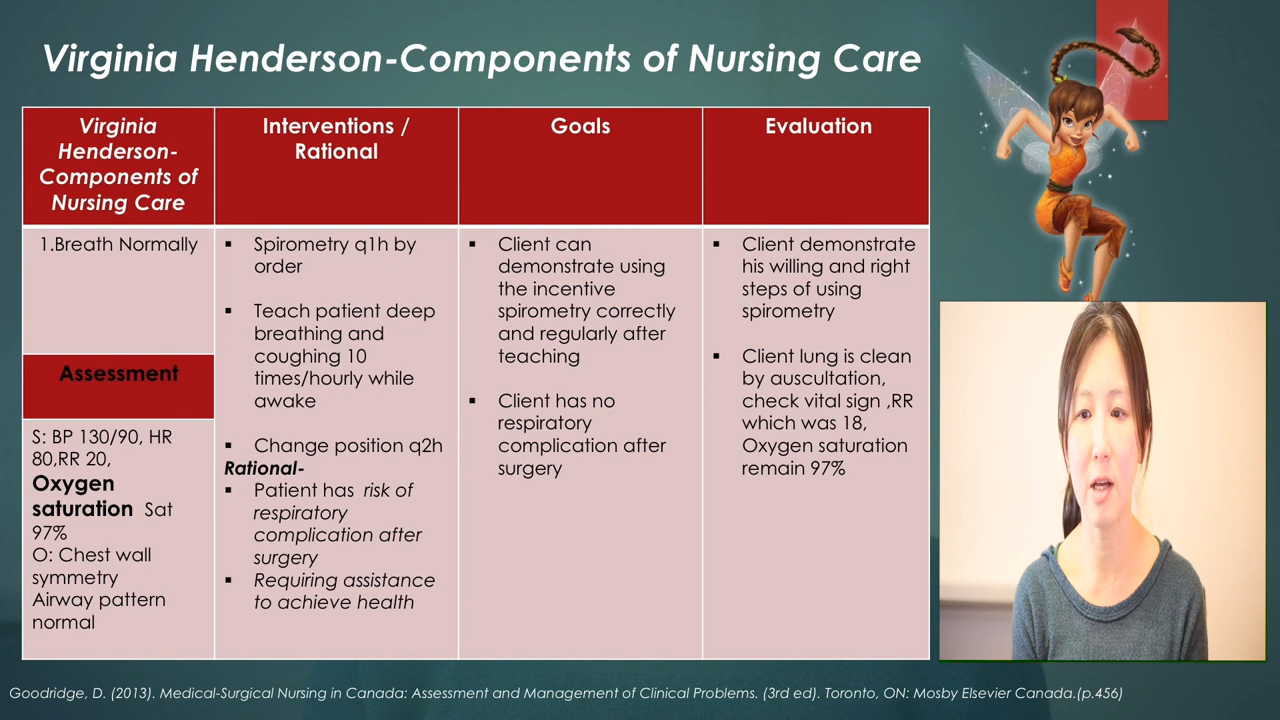 Virginia Henderson-Components of Nursing Care
Virginia
Henderson-
Components of
Nursing Care
Interventions /
Rational
Goals
Evaluation
1.Breath Normally
Assessment
S: BP 130/90, HR
80,RR 20,
Oxygen
saturation Sat
97%
O: Chest wall
symmetry
Airway pattern
normal
▪ Spirometry q1h by
order
▪ Teach patient deep
breathing and
coughing 10
times/hourly while
awake
▪ Change position q2h
Rational-
▪ Patient has risk of
respiratory
complication after
surgery
▪ Requiring assistance
to achieve health
▪ Client can
demonstrate using
the incentive
spirometry correctly
and regularly after
teaching
▪ Client has no
respiratory
complication after
surgery
▪ Client demonstrate
his willing and right
steps of using
spirometry
▪ Client lung is clean
by auscultation,
check vital sign ,RR
which was 18,
Oxygen saturation
remain 97%
Goodridge, D. (2013). Medical-Surgical Nursing in Canada: Assessment and Management of Clinical Problems. (3rd ed). Toronto, ON: Mosby Elsevier Canada.(p.456)